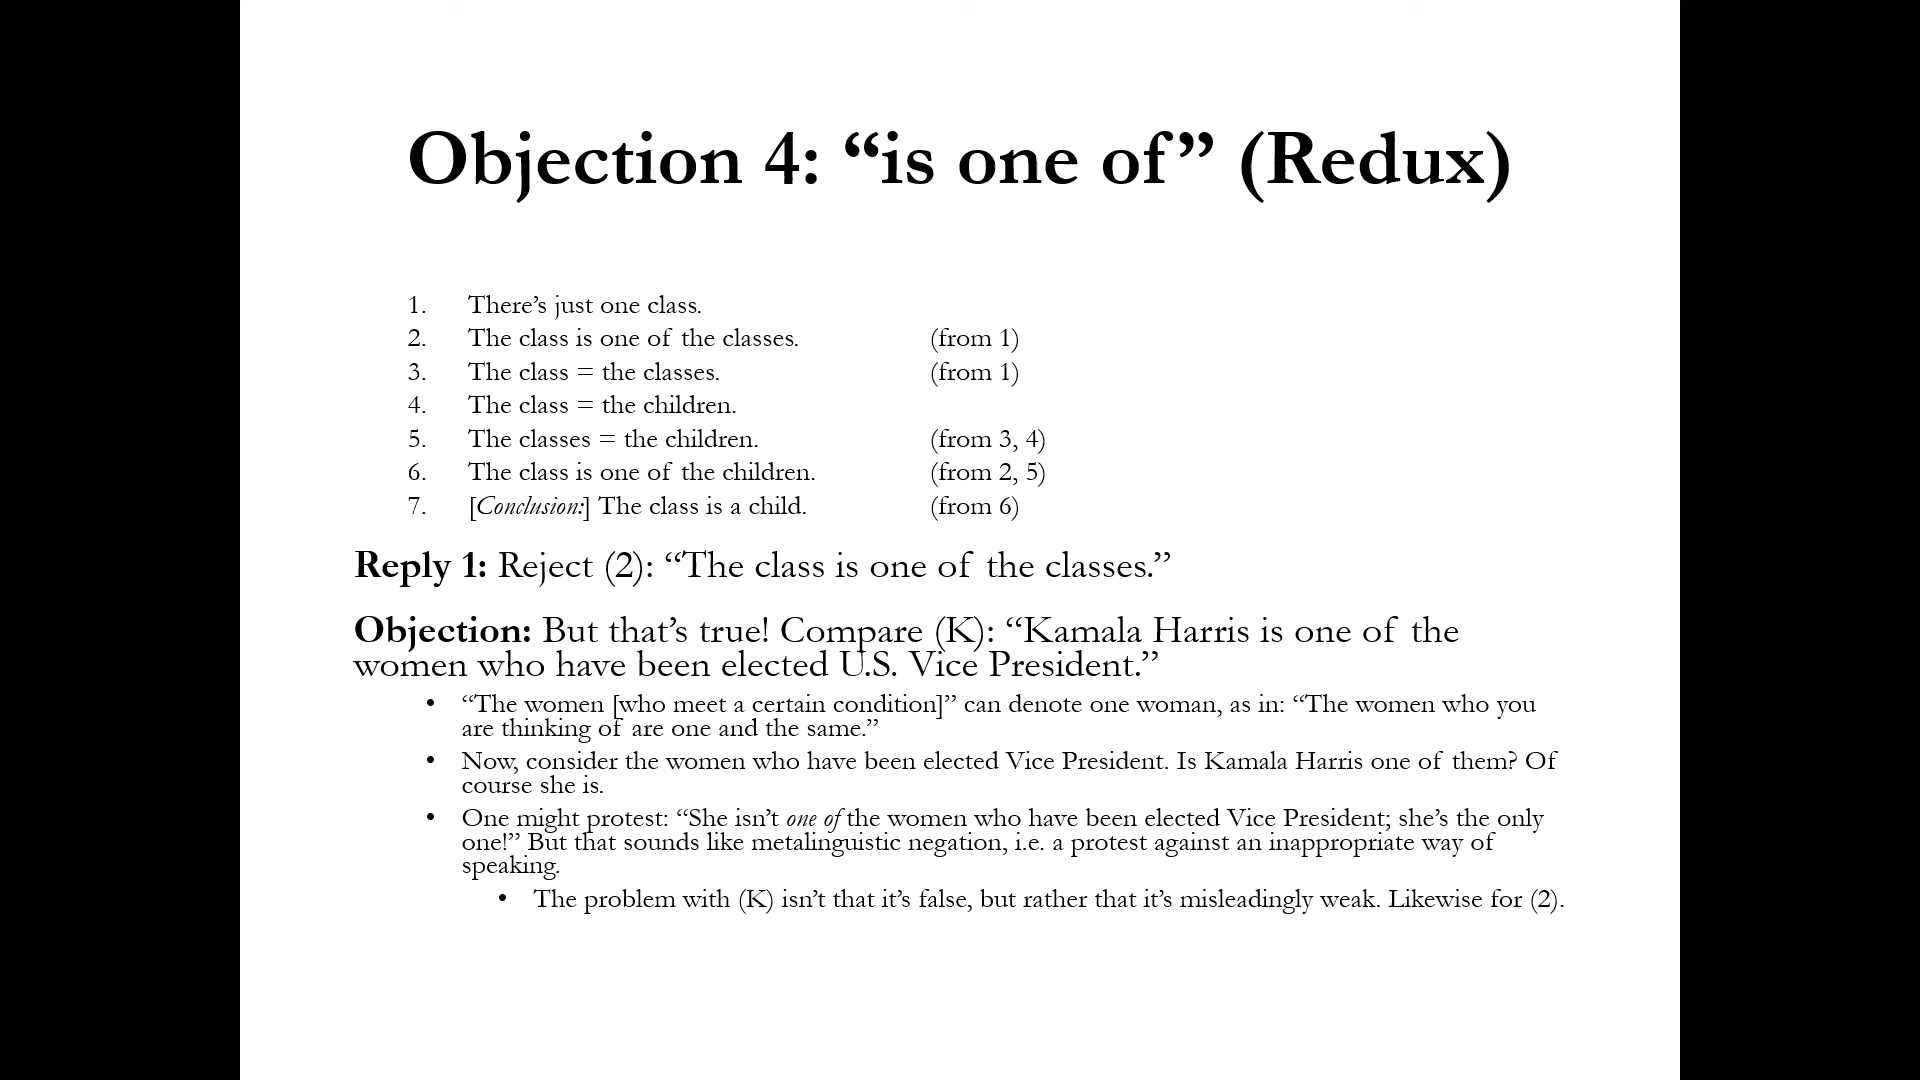 Objection 4: “is one of” (Redux)
1. There’s just one class.
2. The class is one of the classes. (from 1)
3. The class = the classes. (from 1)
4. The class = the children.
5. The classes = the children. (from 3, 4)
6. The class is one of the children. (from 2, 5)
7. [Conclusion:] The class is a child. (from 6)
Reply 1: Reject (2): “The class is one of the classes.”
Objection: But that’s true! Compare (K): “Kamala Harris is one of the
women who have been elected U.S. Vice President.”
• “The women [who meet a certain condition]” can denote one woman, as in: “The women who you
are thinking of are one and the same.”
• Now, consider the women who have been elected Vice President. Is Kamala Harris one of them? Of
course she is.
• One might protest: “She isn’t one of the women who have been elected Vice President; she’s the only
one!” But that sounds like metalinguistic negation, i.e. a protest against an inappropriate way of
speaking.
• The problem with (K) isn’t that it’s false, but rather that it’s misleadingly weak. Likewise for (2).